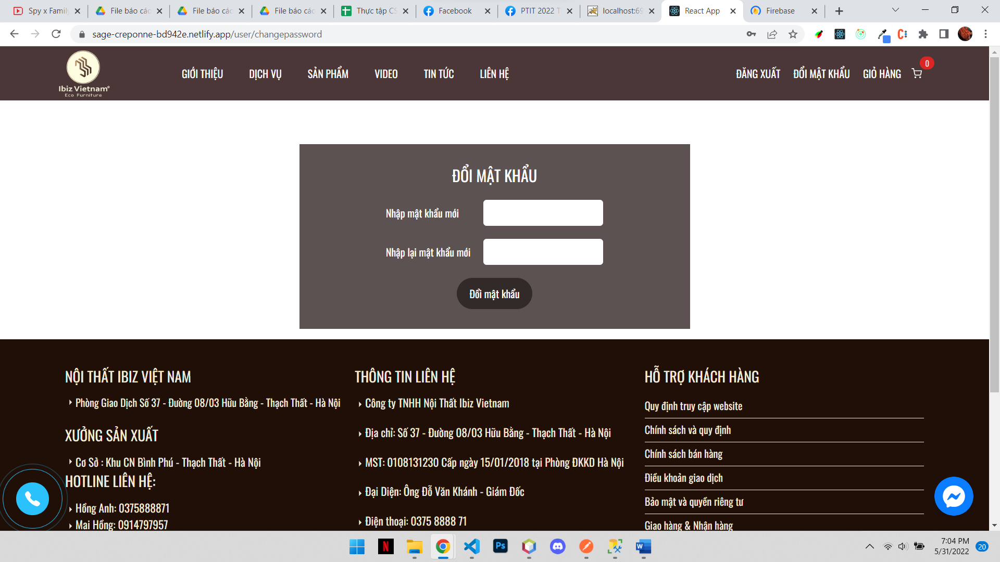 Spy x Family
File báo các
File báo các
File báo các
Thực tập CS
Facebook
PTIT 2022 T
localhost:69
React App
Firebase
sage-creponne-bd942e.netlify.app/user/changepassword
Ibiz Vietnam
Eco Furniture
GIỚI THIỆU
DỊCH VỤ
SẢN PHẨM
VIDEO
TIN TỨC
LIÊN HỆ
ĐĂNG XUẤT
ĐỔI MẬT KHẨU
GIỎ HÀNG
0
ĐỔI MẬT KHẨU
Nhập mật khẩu mới
Nhập lại mật khẩu mới
Đổi mật khẩu
NỘI THẤT IBIZ VIỆT NAM
Phòng Giao Dịch Số 37 - Đường 08/03 Hữu Bằng - Thạch Thất - Hà Nội
XƯỞNG SẢN XUẤT
Cơ Sở : Khu CN Bình Phú - Thạch Thất - Hà Nội
HOTLINE LIÊN HỆ:
Hồng Anh: 0375888871
Mai Hồng: 0914797957
THÔNG TIN LIÊN HỆ
Công ty TNHH Nội Thất Ibiz Vietnam
Địa chỉ: Số 37 - Đường 08/03 Hữu Bằng - Thạch Thất - Hà Nội
MST: 0108131230 Cấp ngày 15/01/2018 tại Phòng ĐKKD Hà Nội
Đại Diện: Ông Đỗ Văn Khánh - Giám Đốc
Điện thoại: 0375 8888 71
HỖ TRỢ KHÁCH HÀNG
Quy định truy cập website
Chính sách và quy định
Chính sách bán hàng
Điều khoản giao dịch
Bảo mật và quyền riêng tư
Giao hàng & Nhận hàng
7:04 PM
5/31/2022
20